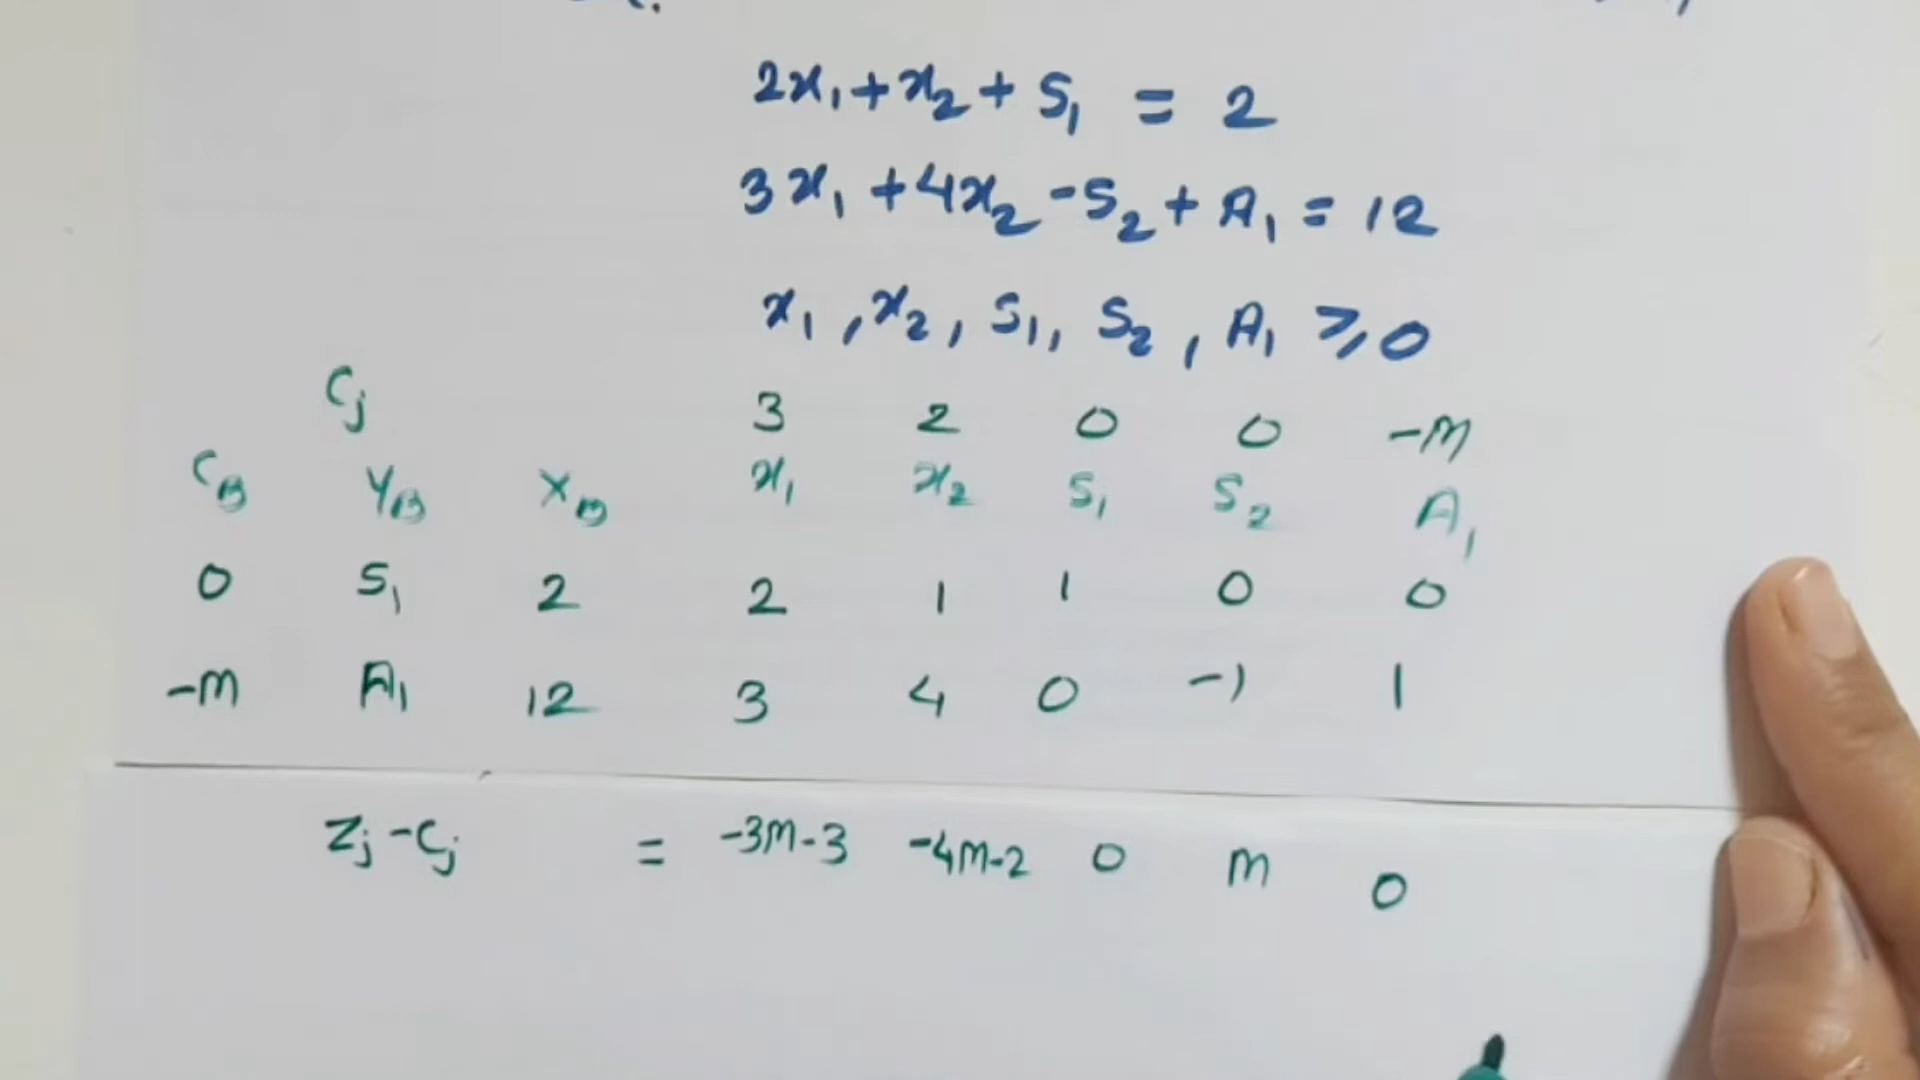 2x₁ + x₂ + S₁ = 2
3x₁ + 4x₂ - S₂ + A₁ = 12
x₁, x₂, S₁, S₂, A₁ ≥ 0
Cj 3 2 0 0 -M
CB YB XB x₁ x₂ S₁ S₂ A₁
0 S₁ 2 2 1 1 0 0
-M A₁ 12 3 4 0 -1 1
Zj - Cj = -3M-3 -4M-2 0 M 0